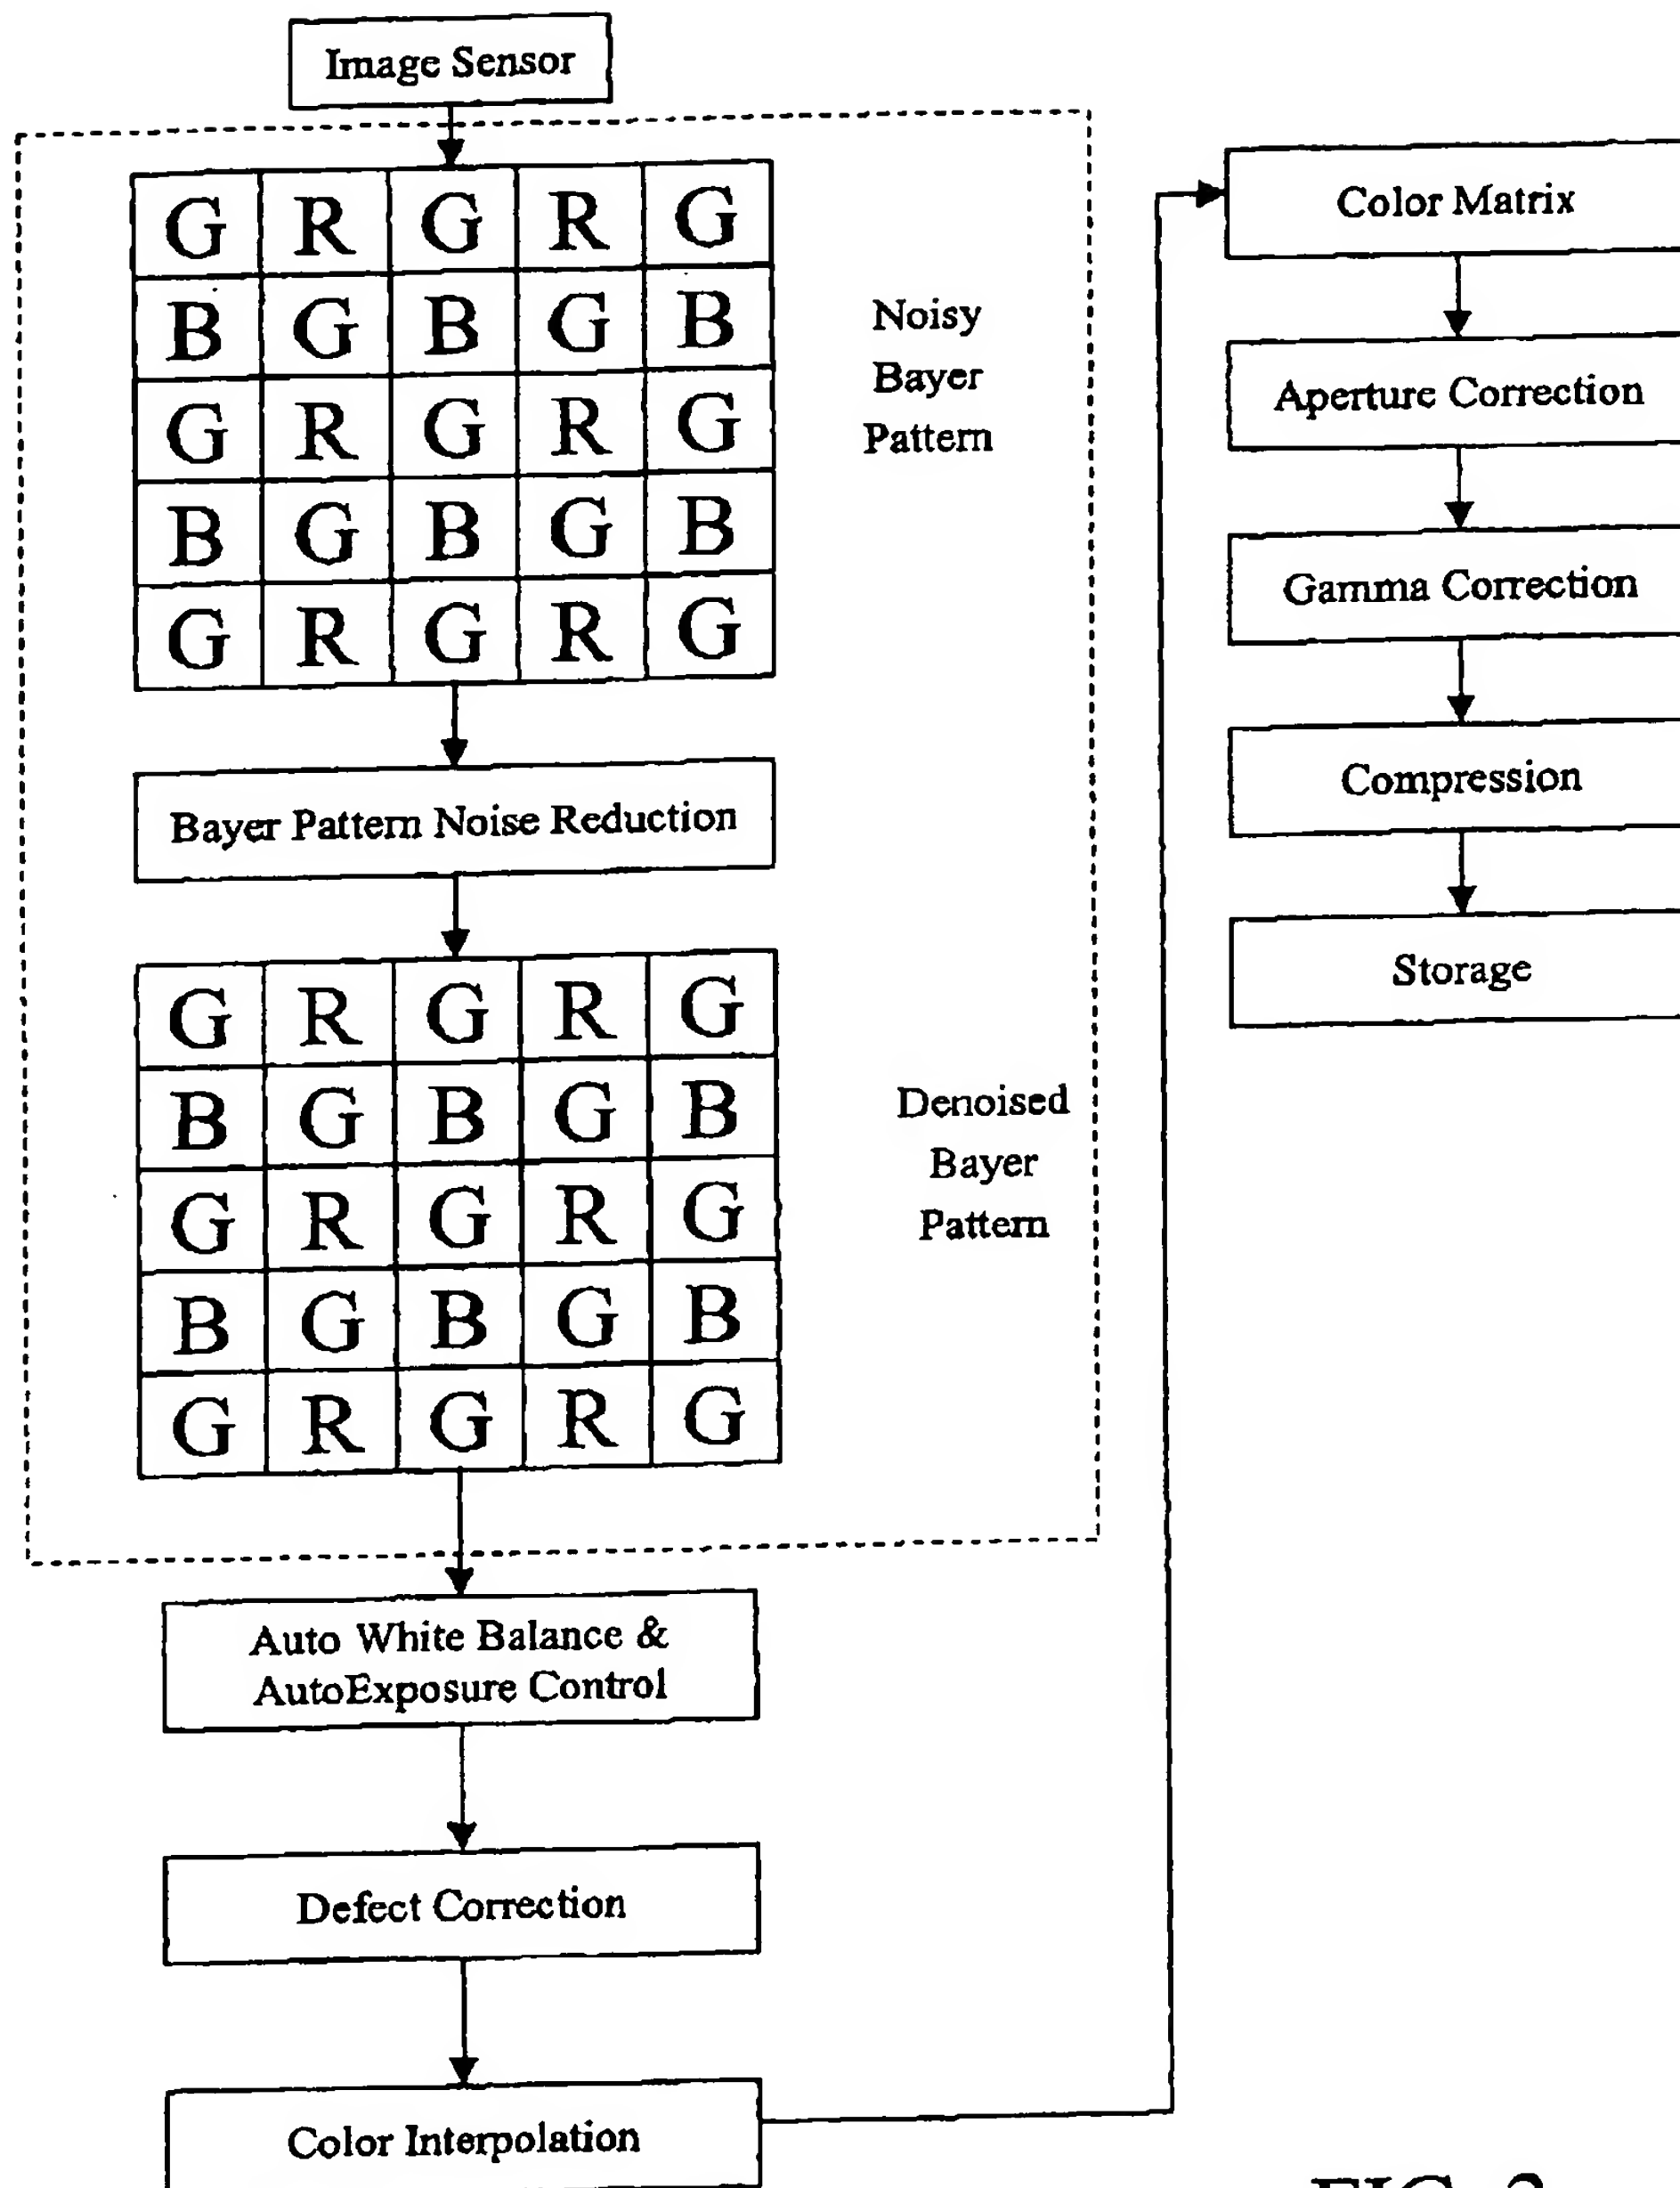 Image Sensor
G R G R G
B G B G B
G R G R G
B G B G B
G R G R G
Noisy
Bayer
Pattern
Bayer Pattern Noise Reduction
G R G R G
B G B G B
G R G R G
B G B G B
G R G R G
Denoised
Bayer
Pattern
Auto White Balance &
AutoExposure Control
Defect Correction
Color Interpolation
Color Matrix
Aperture Correction
Gamma Correction
Compression
Storage